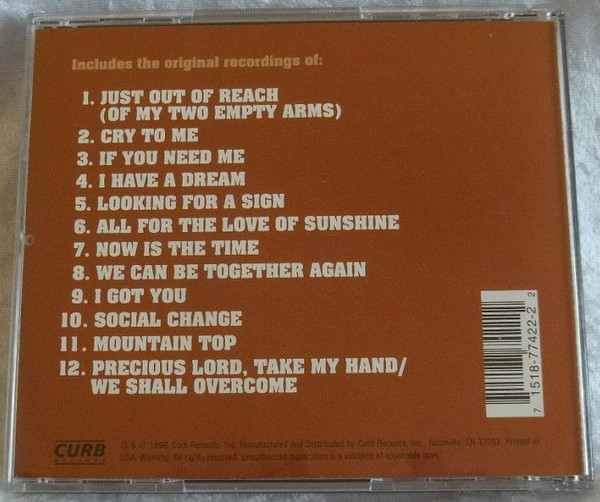 Includes the original recordings of:
1. JUST OUT OF REACH
(OF MY TWO EMPTY ARMS)
2. CRY TO ME
3. IF YOU NEED ME
4. I HAVE A DREAM
5. LOOKING FOR A SIGN
6. ALL FOR THE LOVE OF SUNSHINE
7. NOW IS THE TIME
8. WE CAN BE TOGETHER AGAIN
9. I GOT YOU
10. SOCIAL CHANGE
11. MOUNTAIN TOP
12. PRECIOUS LORD, TAKE MY HAND/
WE SHALL OVERCOME
7 15187-7422-2 2
CURB
RECORDS
℗ & © 1996 Curb Records, Inc. Manufactured and Distributed by Curb Records, Inc., Nashville, TN 37203. Printed in
USA. Warning: All rights reserved. Unauthorized duplication is a violation of applicable laws.